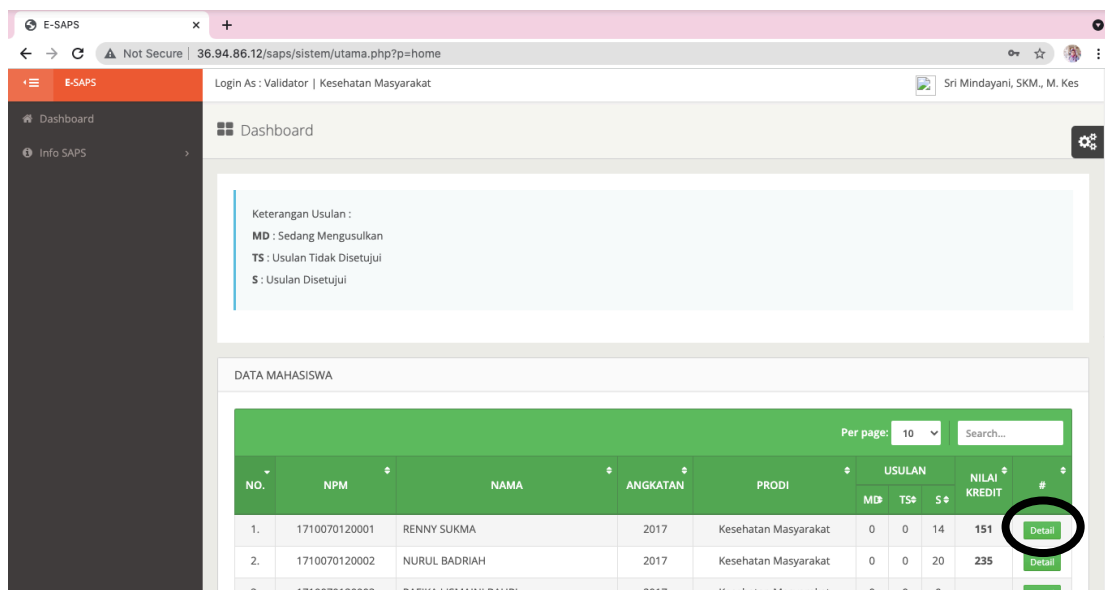 E-SAPS
Not Secure | 36.94.86.12/saps/sistem/utama.php?p=home
E-SAPS
Login As : Validator | Kesehatan Masyarakat
Sri Mindayani, SKM., M. Kes
Dashboard
Info SAPS
Dashboard
Keterangan Usulan :
MD : Sedang Mengusulkan
TS : Usulan Tidak Disetujui
S : Usulan Disetujui
DATA MAHASISWA
Per page: 10 Search...
NO. NPM NAMA ANGKATAN PRODI USULAN NILAI KREDIT #
MD TS S
1. 1710070120001 RENNY SUKMA 2017 Kesehatan Masyarakat 0 0 14 151 Detail
2. 1710070120002 NURUL BADRIAH 2017 Kesehatan Masyarakat 0 0 20 235 Detail